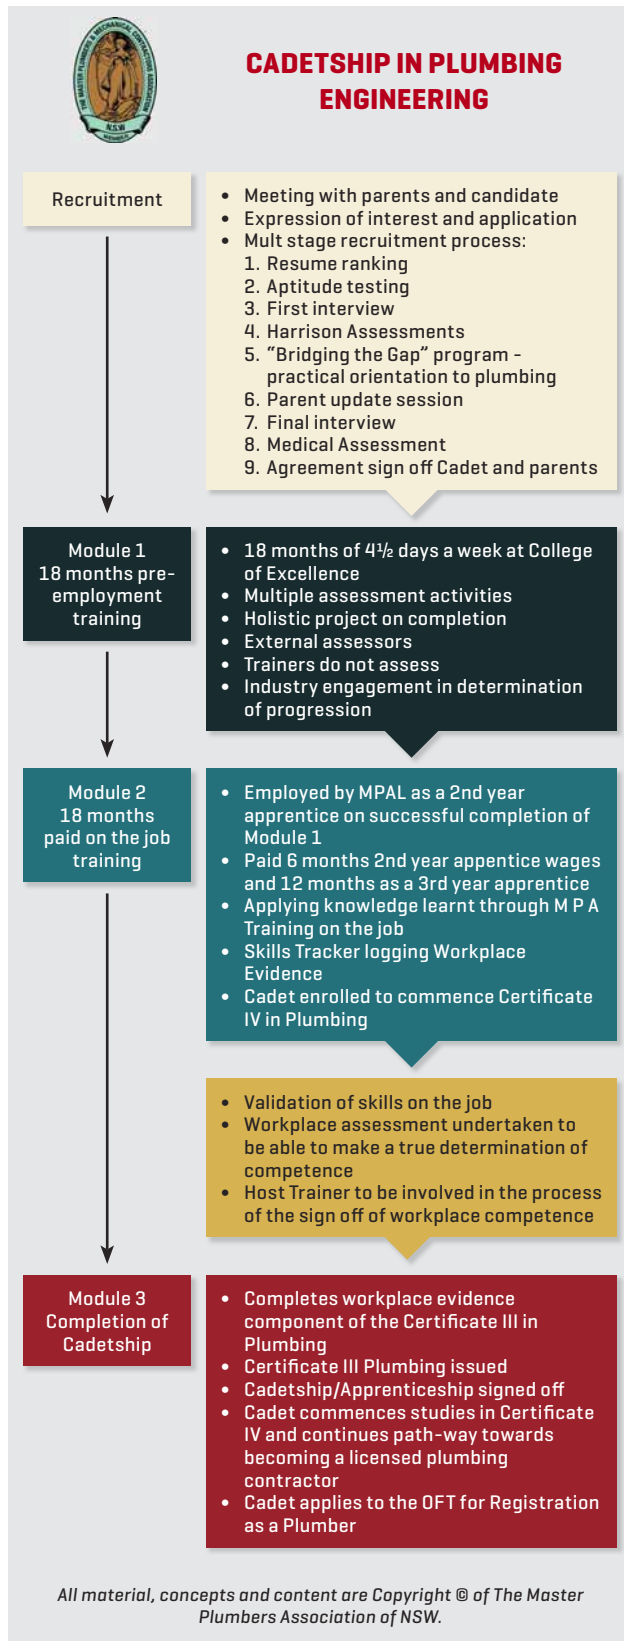 THE MASTER PLUMBERS & MECHANICAL CONTRACTORS ASSOCIATION
N.S.W
CADETSHIP IN PLUMBING
ENGINEERING
Recruitment
• Meeting with parents and candidate
• Expression of interest and application
• Mult stage recruitment process:
1. Resume ranking
2. Aptitude testing
3. First interview
4. Harrison Assessments
5. “Bridging the Gap” program -
practical orientation to plumbing
6. Parent update session
7. Final interview
8. Medical Assessment
9. Agreement sign off Cadet and parents
Module 1
18 months pre-
employment
training
• 18 months of 4½ days a week at College
of Excellence
• Multiple assessment activities
• Holistic project on completion
• External assessors
• Trainers do not assess
• Industry engagement in determination
of progression
Module 2
18 months
paid on the job
training
• Employed by MPAL as a 2nd year
apprentice on successful completion of
Module 1
• Paid 6 months 2nd year appentice wages
and 12 months as a 3rd year apprentice
• Applying knowledge learnt through M P A
Training on the job
• Skills Tracker logging Workplace
Evidence
• Cadet enrolled to commence Certificate
IV in Plumbing
• Validation of skills on the job
• Workplace assessment undertaken to
be able to make a true determination of
competence
• Host Trainer to be involved in the process
of the sign off of workplace competence
Module 3
Completion of
Cadetship
• Completes workplace evidence
component of the Certificate III in
Plumbing
• Certificate III Plumbing issued
• Cadetship/Apprenticeship signed off
• Cadet commences studies in Certificate
IV and continues path-way towards
becoming a licensed plumbing
contractor
• Cadet applies to the OFT for Registration
as a Plumber
All material, concepts and content are Copyright © of The Master
Plumbers Association of NSW.